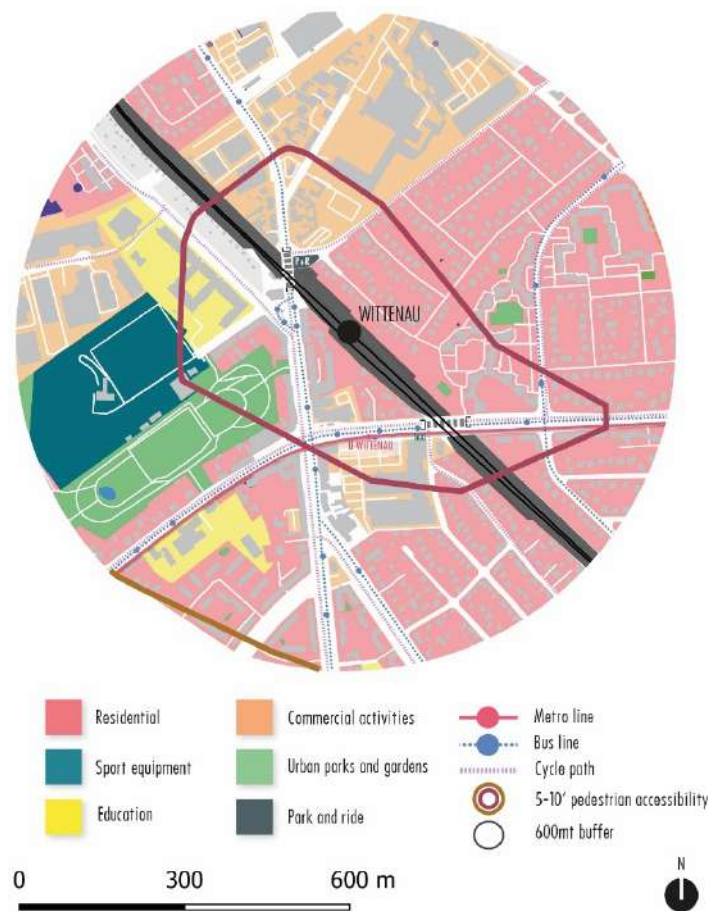 P+R
WITTENAU
U-WITTENAU
Residential
Commercial activities
Metro line
Bus line
Sport equipment
Urban parks and gardens
Cycle path
Education
Park and ride
5-10' pedestrian accessibility
600mt buffer
0 300 600 m
N